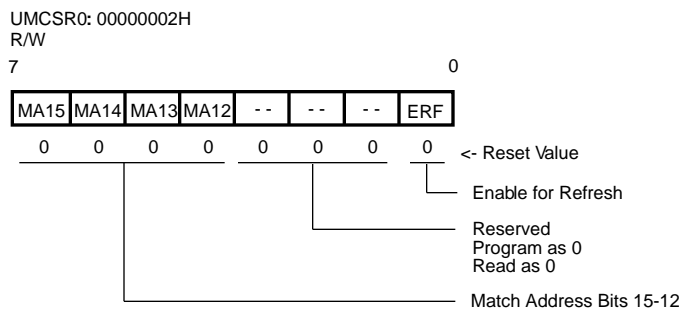 UMCSR0: 00000002H
R/W
7 0
MA15 MA14 MA13 MA12 -- -- -- ERF
0 0 0 0 0 0 0 0 <- Reset Value
Enable for Refresh
Reserved
Program as 0
Read as 0
Match Address Bits 15-12